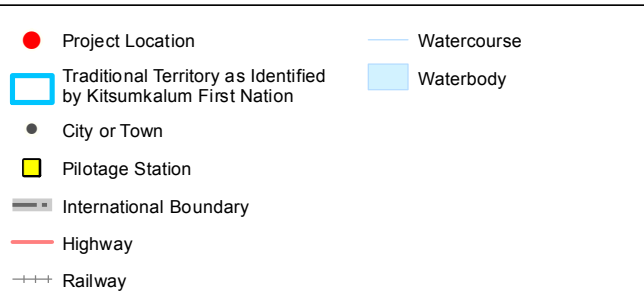 Project Location
Traditional Territory as Identified
by Kitsumkalum First Nation
City or Town
Pilotage Station
International Boundary
Highway
Railway
Watercourse
Waterbody